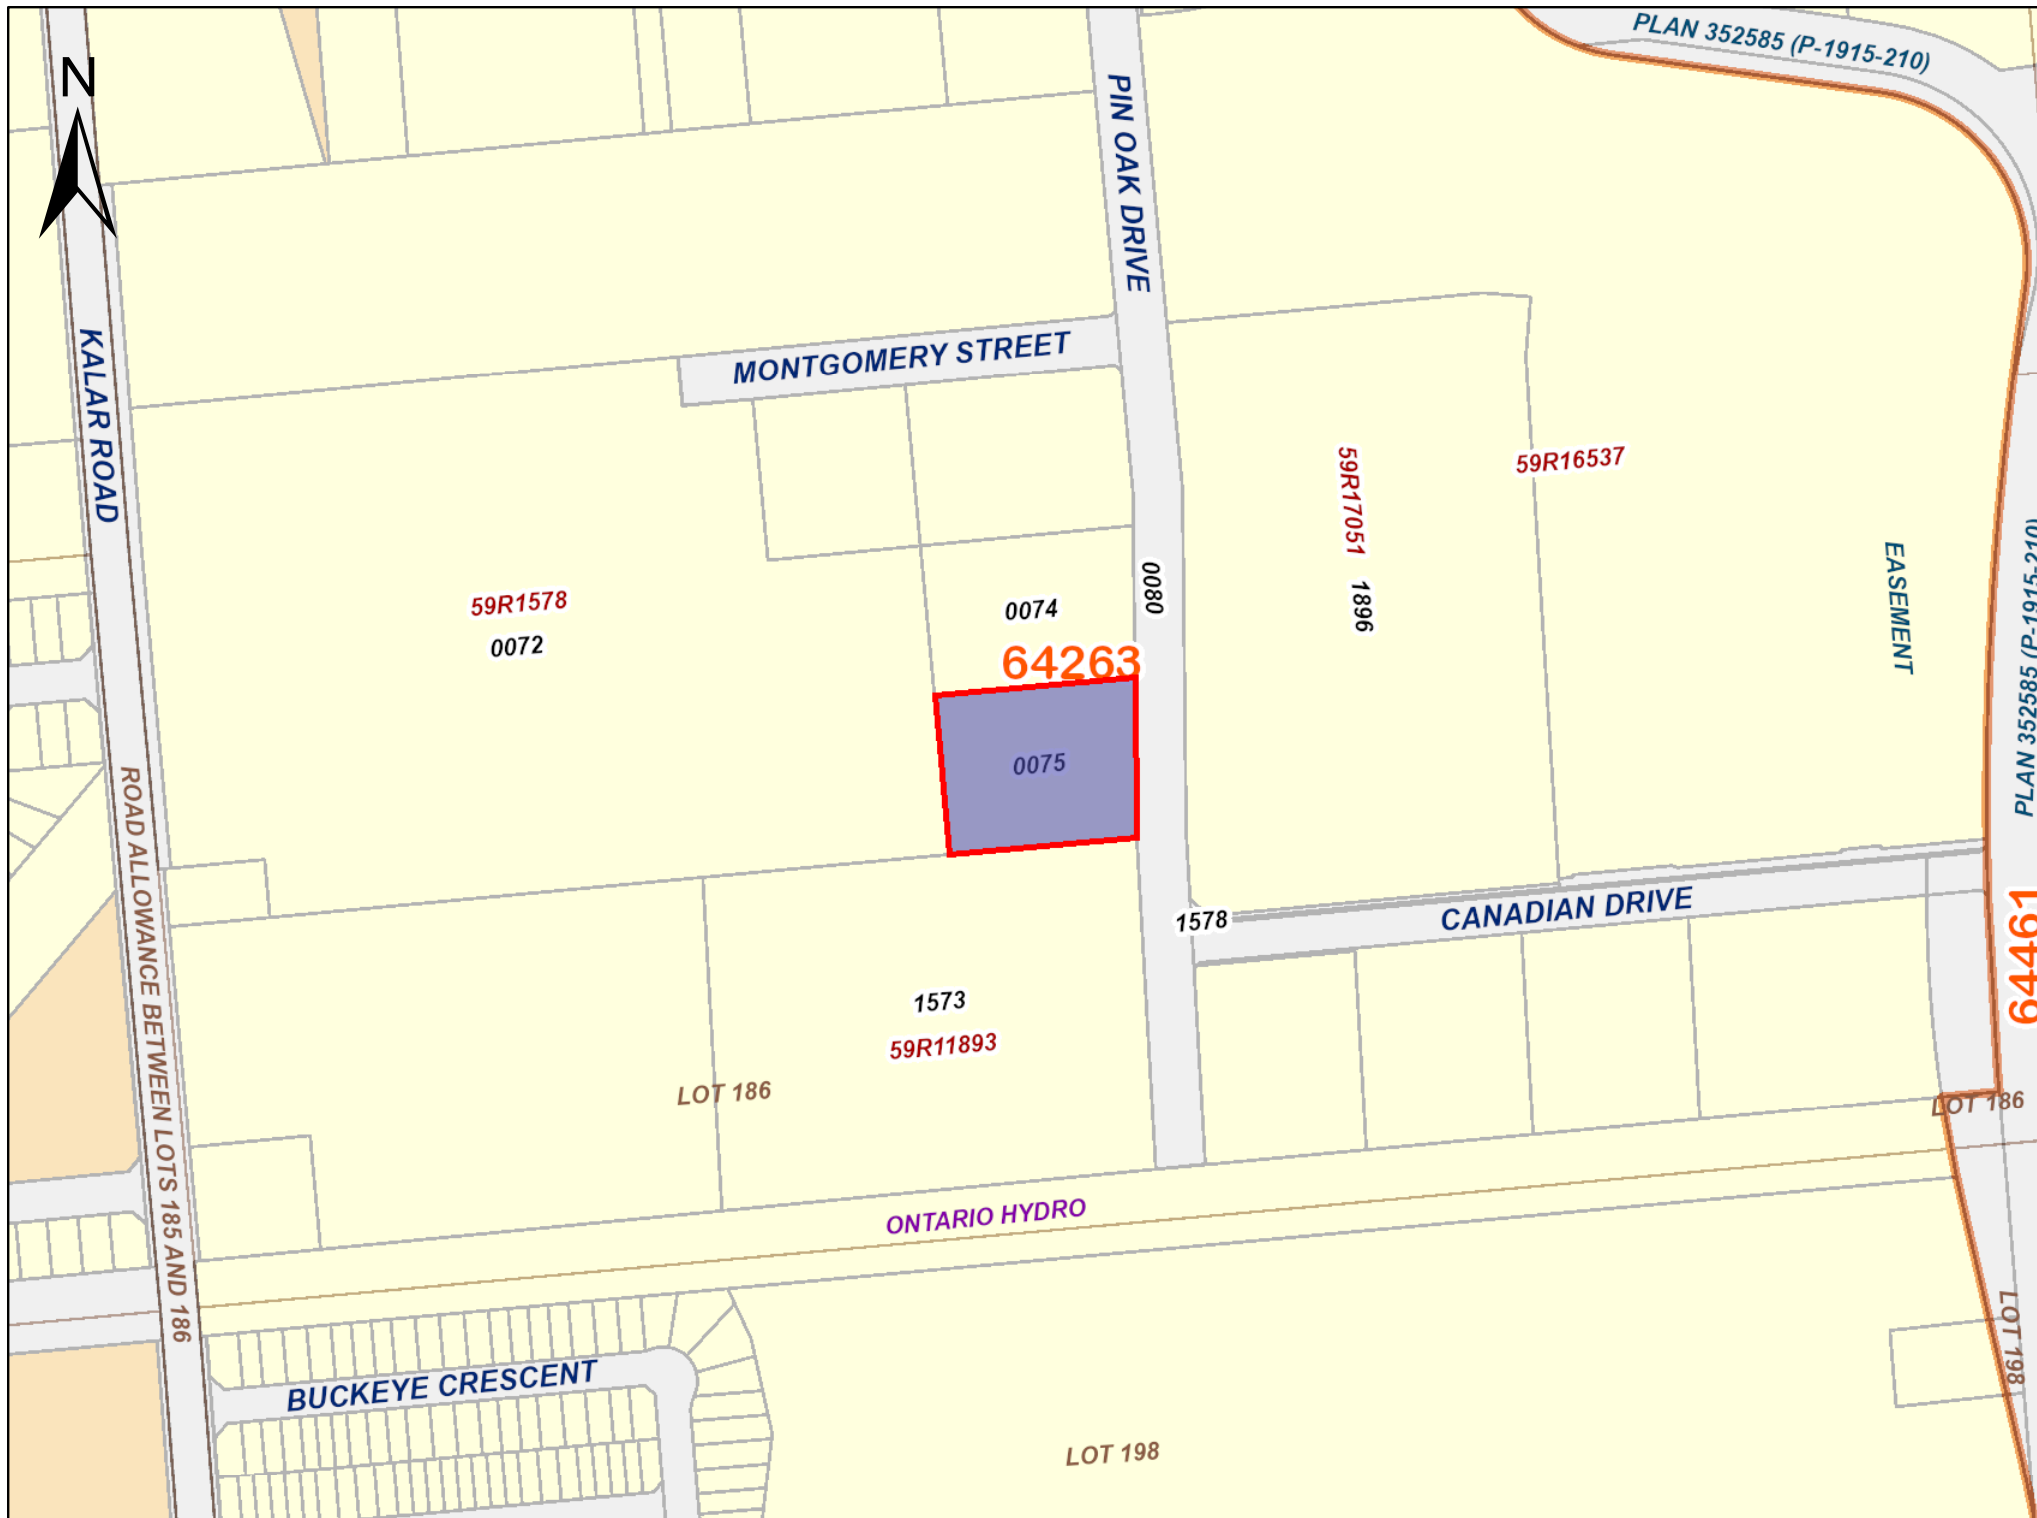 PLAN 352585 (P-1915-210)
N
PIN OAK DRIVE
KALAR ROAD
MONTGOMERY STREET
59R17051
59R16537
EASEMENT
PLAN 352585 (P-1915-210)
0080
59R1578
0074
1896
0072
64263
0075
ROAD ALLOWANCE BETWEEN LOTS 185 AND 186
CANADIAN DRIVE
1578
64461
1573
59R11893
LOT 186
LOT 186
ONTARIO HYDRO
BUCKEYE CRESCENT
LOT 198
LOT 198